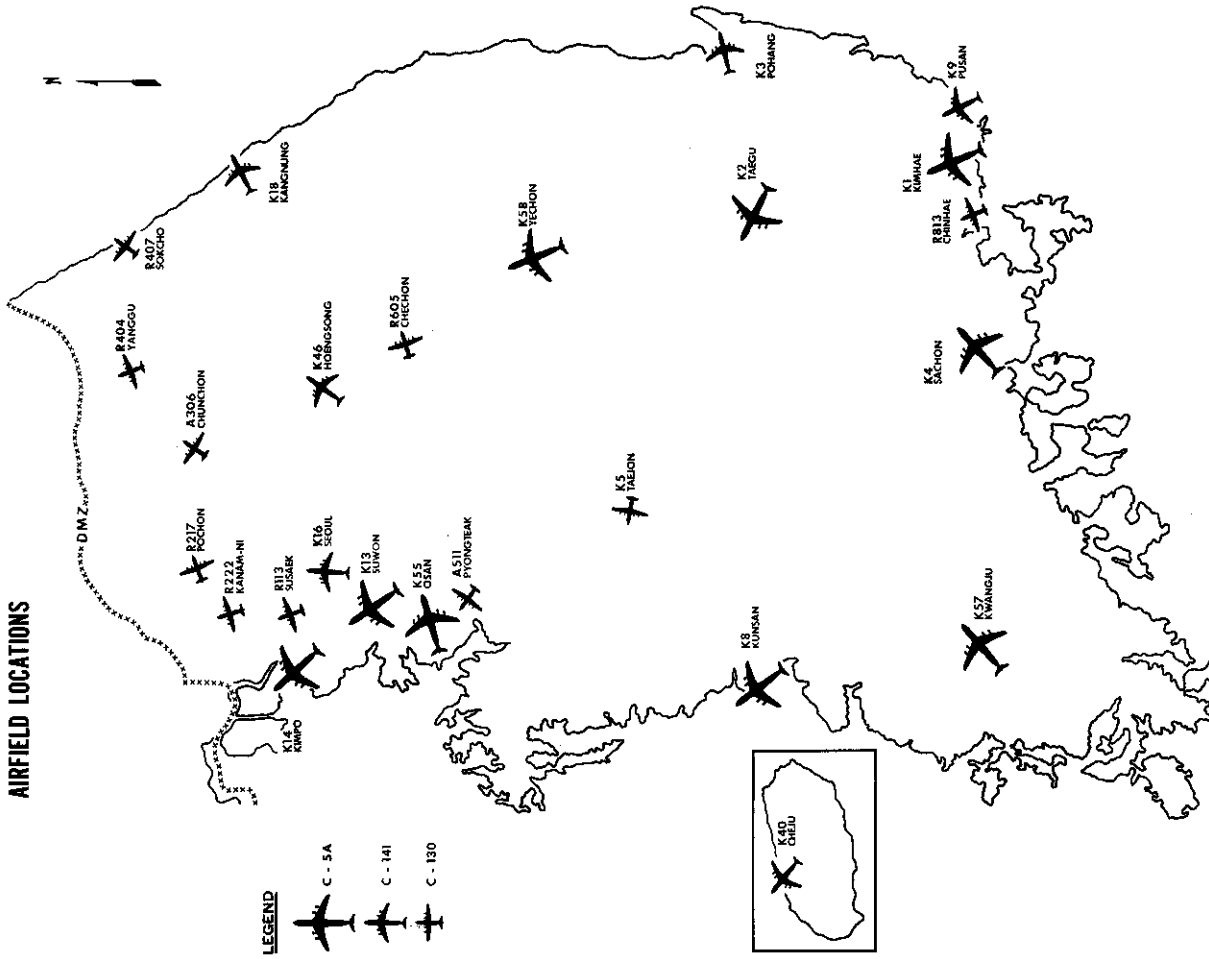 AIRFIELD LOCATIONS
N
LEGEND
C - 5A
C - 141
C - 130
DMZ
R407
SOKCHO
R404
YANGGU
K18
KANGNUNG
A306
CHUNCHON
R217
POCHON
R222
KANAM-NI
R113
SUSAEK
K16
SEOUL
K14
KIMPO
K46
HOENGSONG
K13
SUWON
R605
CHECHON
K55
OSAN
A511
PYONGTEAK
K58
YECHON
K5
TAEJON
K3
POHANG
K2
TAEGU
K8
KUNSAN
K9
PUSAN
K1
KIMHAE
R813
CHINHAE
K4
SACHON
K57
KWANGJU
K40
CHEJU